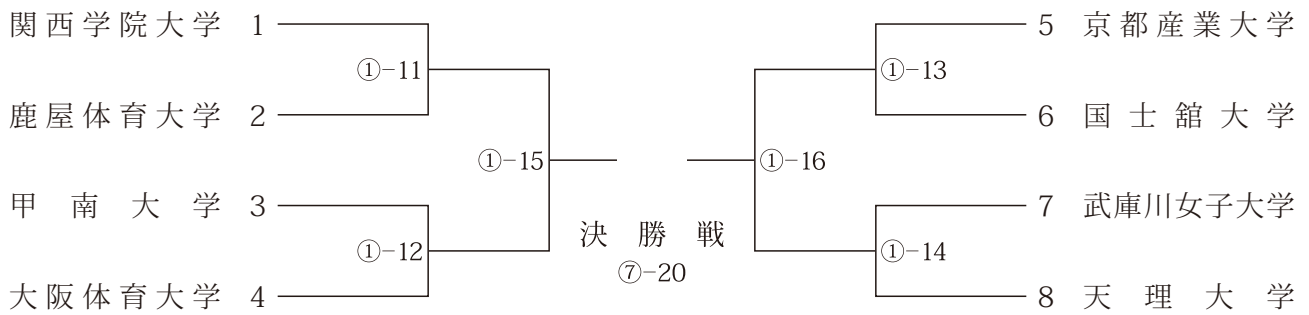 関西学院大学 1
①-11
鹿屋体育大学 2
①-15
甲南大学 3
①-12
大阪体育大学 4
決勝戦
⑦-20
5 京都産業大学
①-13
6 国士舘大学
①-16
7 武庫川女子大学
①-14
8 天理大学